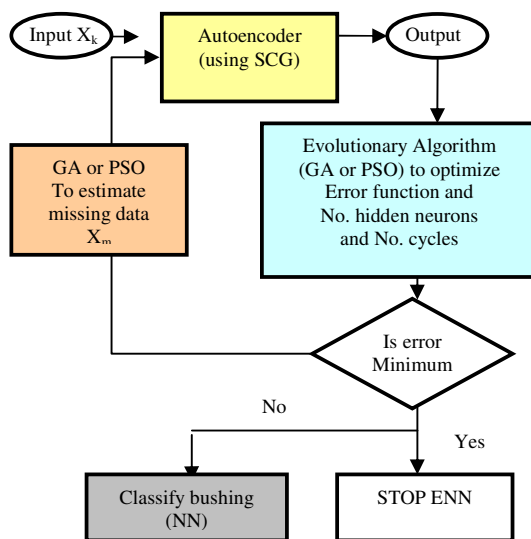 Input Xk
Autoencoder
(using SCG)
Output
GA or PSO
To estimate
missing data
Xm
Evolutionary Algorithm
(GA or PSO) to optimize
Error function and
No. hidden neurons
and No. cycles
Is error
Minimum
No
Yes
Classify bushing
(NN)
STOP ENN